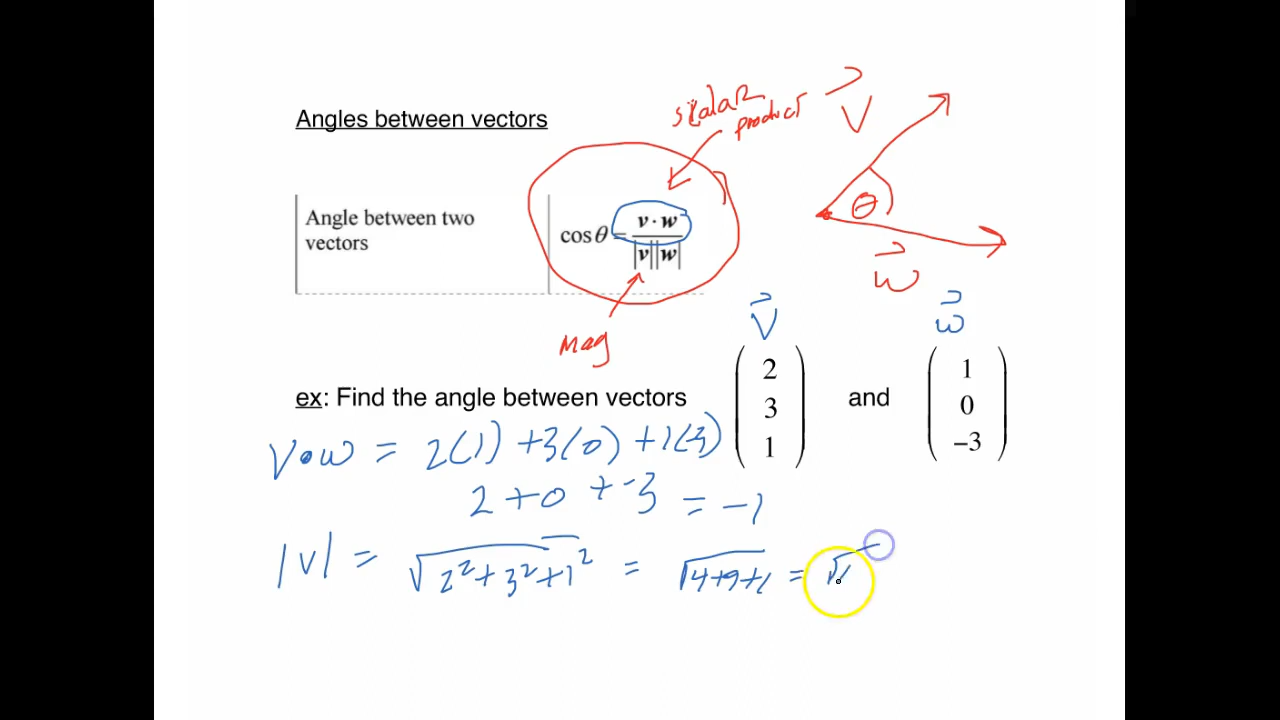 scalar
product
V
Angles between vectors
Angle between two
vectors
cosθ = v · w / |v||w|
θ
w
mag
V
w
ex: Find the angle between vectors (2 3 1) and (1 0 −3)
V•w = 2(1) +3(0) +1(-3)
2 + 0 + -3 = -1
|v| = √2²+3²+1² = √4+9+1 = √1